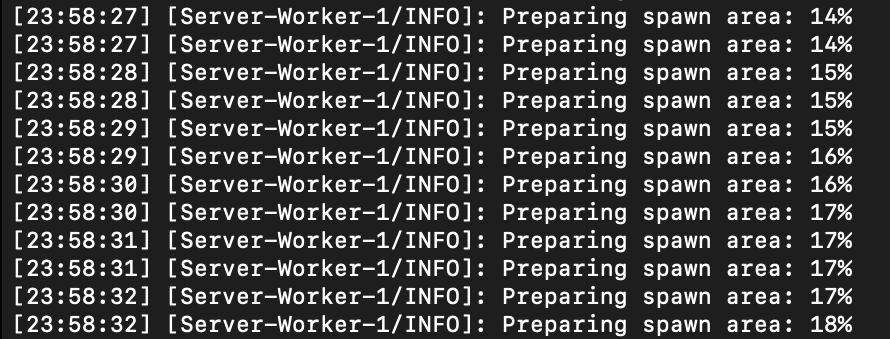 [23:58:27] [Server-Worker-1/INFO]: Preparing spawn area: 14%
[23:58:27] [Server-Worker-1/INFO]: Preparing spawn area: 14%
[23:58:28] [Server-Worker-1/INFO]: Preparing spawn area: 15%
[23:58:28] [Server-Worker-1/INFO]: Preparing spawn area: 15%
[23:58:29] [Server-Worker-1/INFO]: Preparing spawn area: 15%
[23:58:29] [Server-Worker-1/INFO]: Preparing spawn area: 16%
[23:58:30] [Server-Worker-1/INFO]: Preparing spawn area: 16%
[23:58:30] [Server-Worker-1/INFO]: Preparing spawn area: 17%
[23:58:31] [Server-Worker-1/INFO]: Preparing spawn area: 17%
[23:58:31] [Server-Worker-1/INFO]: Preparing spawn area: 17%
[23:58:32] [Server-Worker-1/INFO]: Preparing spawn area: 17%
[23:58:32] [Server-Worker-1/INFO]: Preparing spawn area: 18%